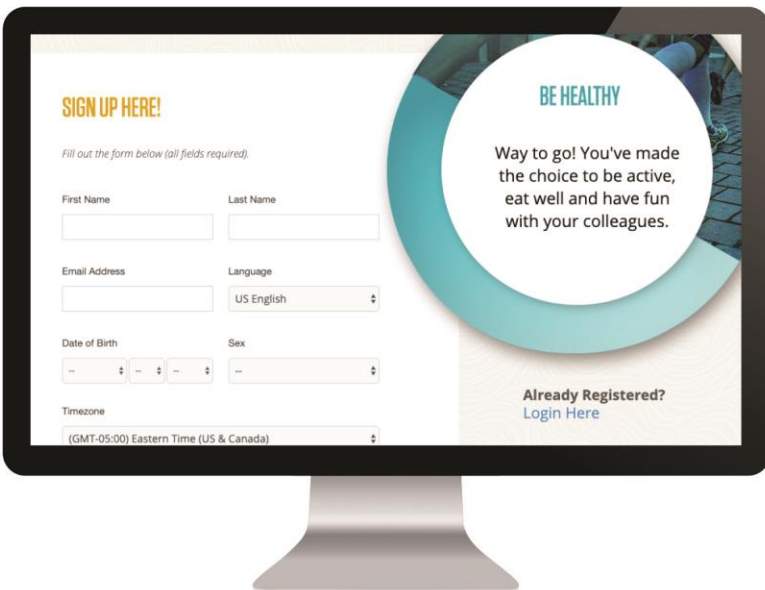 SIGN UP HERE!
Fill out the form below (all fields required).
First Name
Last Name
Email Address
Language
US English
Date of Birth
Sex
--
--
--
--
Timezone
(GMT-05:00) Eastern Time (US & Canada)
BE HEALTHY
Way to go! You've made
the choice to be active,
eat well and have fun
with your colleagues.
Already Registered?
Login Here